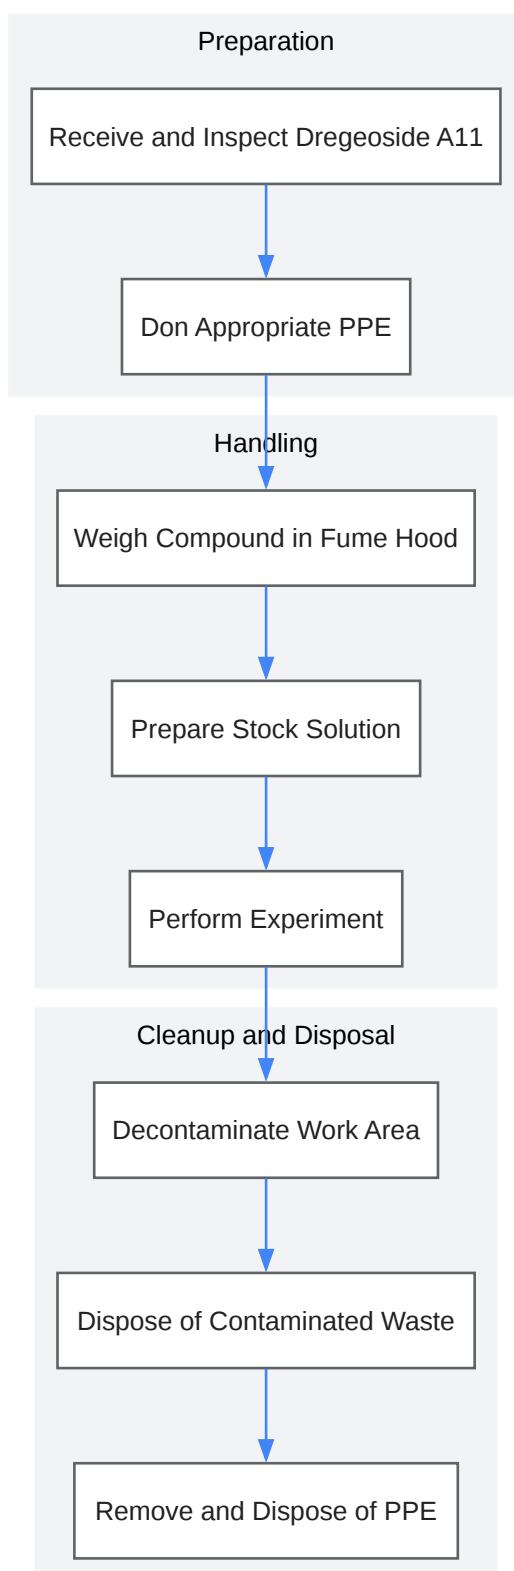 Preparation
Receive and Inspect Dregeoside A11
Don Appropriate PPE
Handling
Weigh Compound in Fume Hood
Prepare Stock Solution
Perform Experiment
Cleanup and Disposal
Decontaminate Work Area
Dispose of Contaminated Waste
Remove and Dispose of PPE